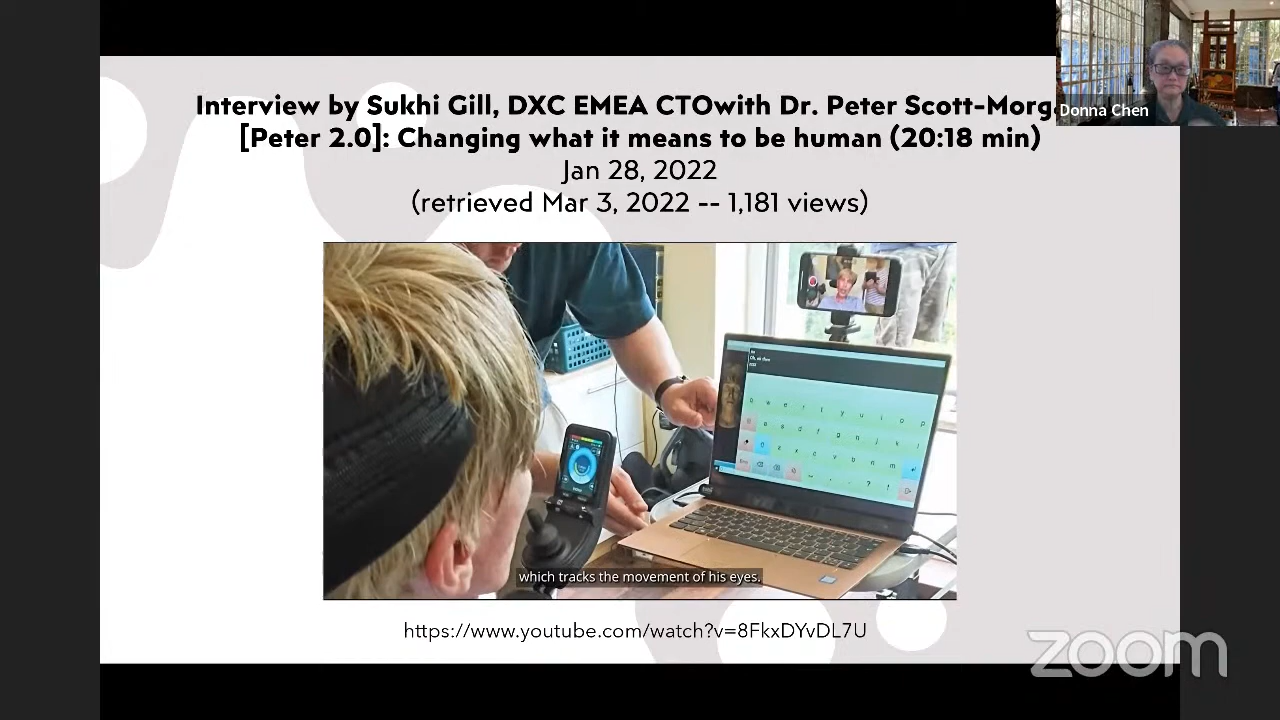 Interview by Sukhi Gill, DXC EMEA CTOwith Dr. Peter Scott-Morg
[Peter 2.0]: Changing what it means to be human (20:18 min)
Jan 28, 2022
(retrieved Mar 3, 2022 -- 1,181 views)
Donna Chen
which tracks the movement of his eyes.
https://www.youtube.com/watch?v=8FkxDYvDL7U
zoom